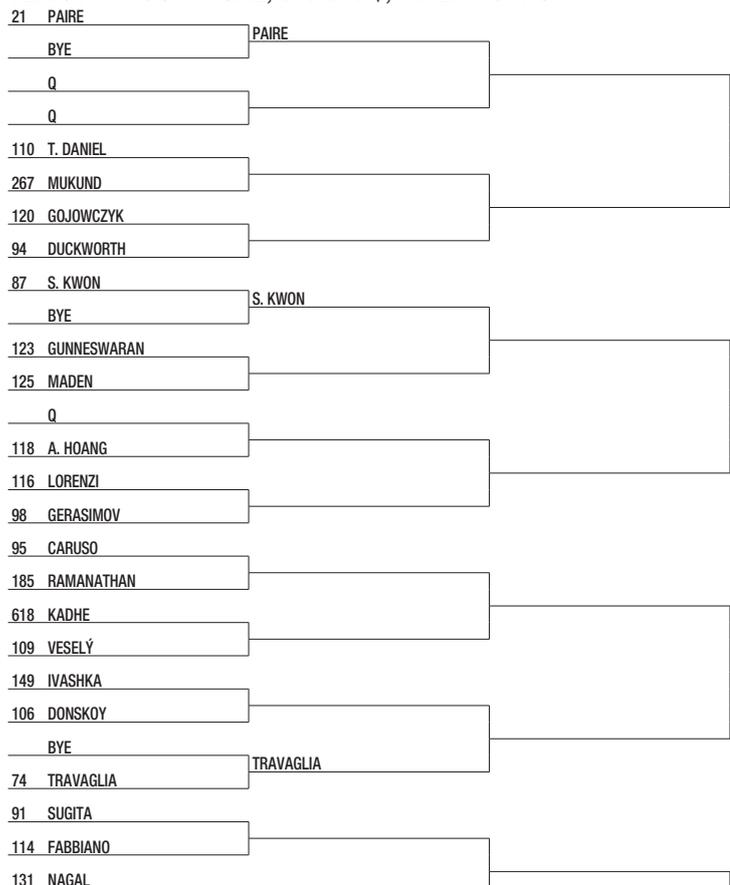 21 PAIRE
PAIRE
BYE
Q
Q
110 T. DANIEL
267 MUKUND
120 GOJOWCZYK
94 DUCKWORTH
87 S. KWON
S. KWON
BYE
123 GUNNESWARAN
125 MADEN
Q
118 A. HOANG
116 LORENZI
98 GERASIMOV
95 CARUSO
185 RAMANATHAN
618 KADHE
109 VESELÝ
149 IVASHKA
106 DONSKOY
BYE
TRAVAGLIA
74 TRAVAGLIA
91 SUGITA
114 FABBIANO
131 NAGAL